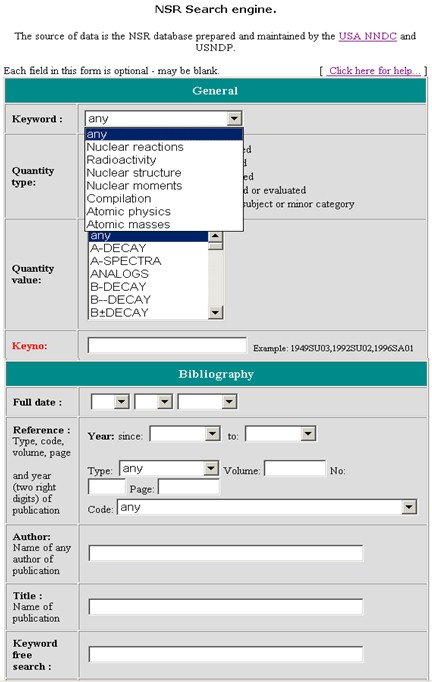 NSR Search engine.
The source of data is the NSR database prepared and maintained by the USA NNDC and
USNDP.
Each field in this form is optional - may be blank. [ Click here for help... ]
General
Keyword : any
any
Nuclear reactions
Radioactivity
Nuclear structure
Nuclear moments
Compilation
Atomic physics
Atomic masses
Quantity
type:
ed
d
ed
d or evaluated
subject or minor category
Quantity
value:
any
A-DECAY
A-SPECTRA
ANALOGS
B-DECAY
B--DECAY
B±DECAY
Keyno: Example: 1949SU03,1992SU02,1996SA01
Bibliography
Full date :
Reference :
Type, code,
volume, page
and year
(two right
digits) of
publication
Year: since: to:
Type: any Volume: No:
Page:
Code: any
Author:
Name of any
author of
publication
Title :
Name of
publication
Keyword
free
search :